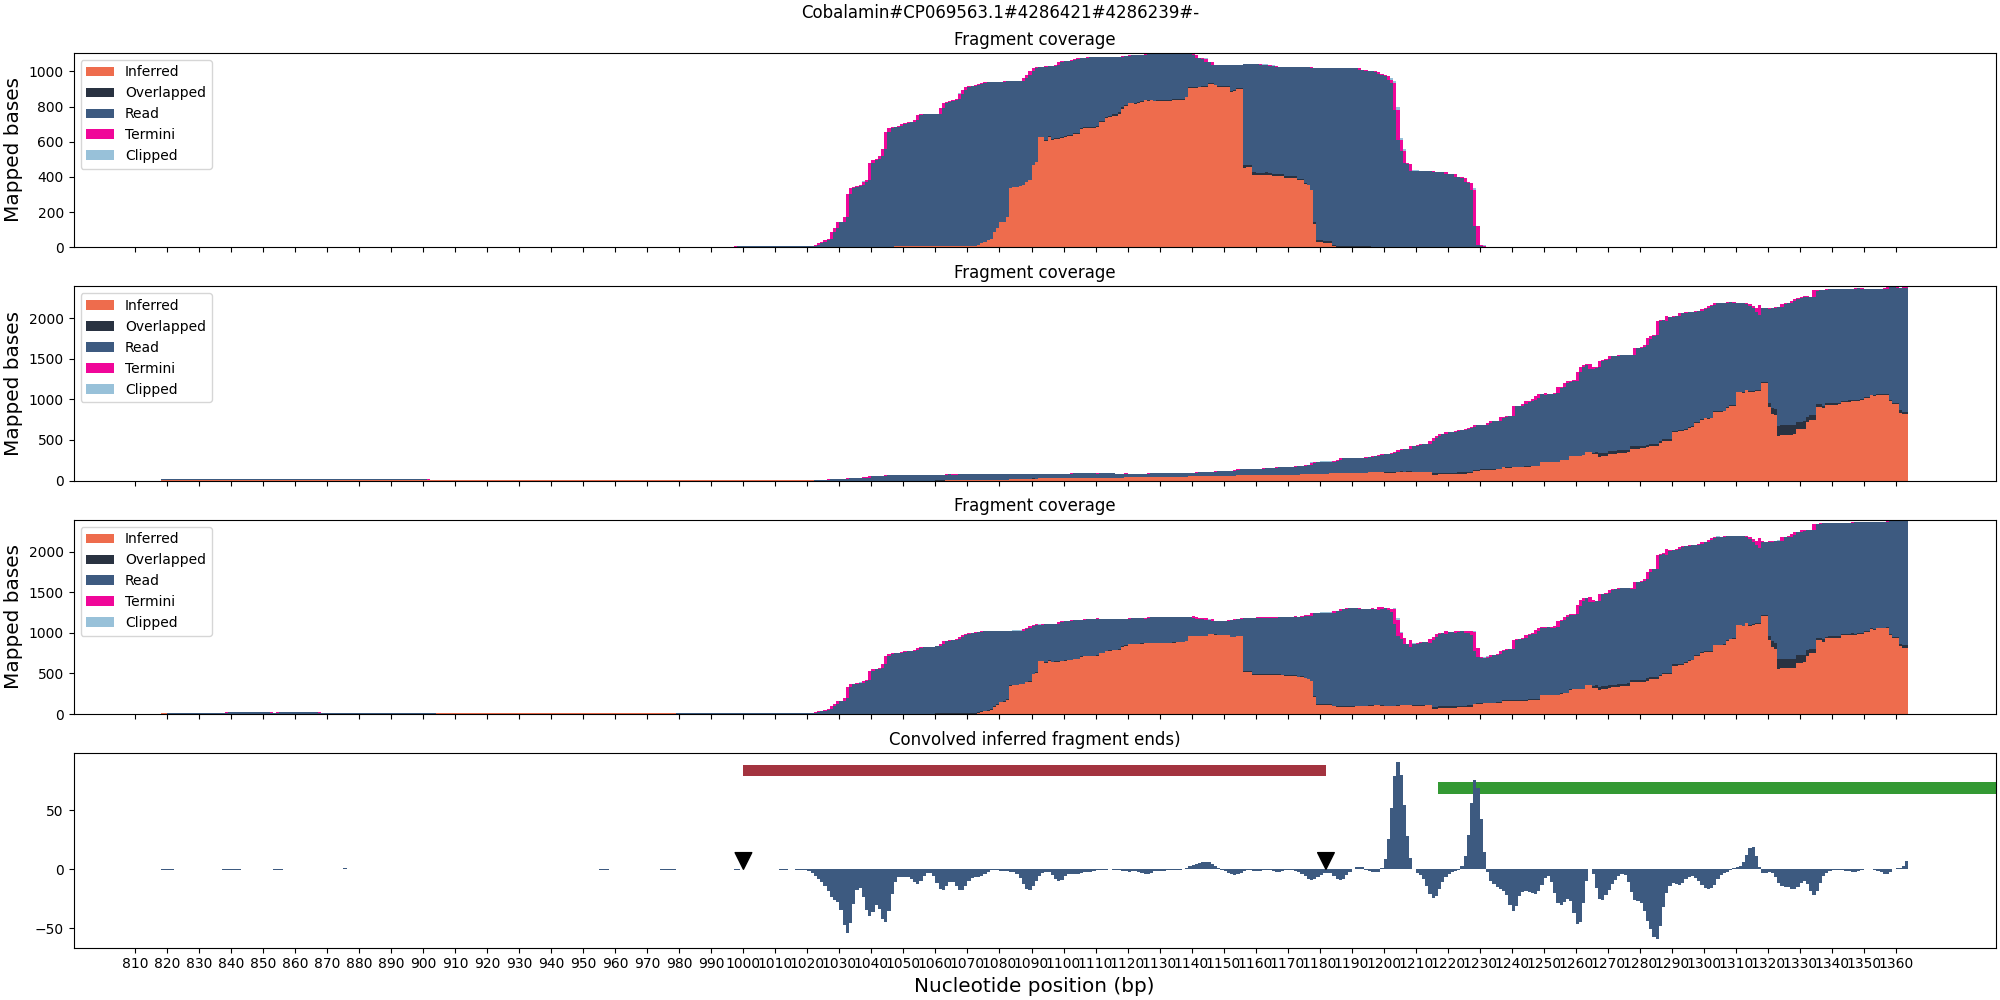 Cobalamin#CP069563.1#4286421#4286239#-
Fragment coverage
Mapped bases
1000
800
600
400
200
0
Inferred
Overlapped
Read
Termini
Clipped
Fragment coverage
Mapped bases
2000
1500
1000
500
0
Inferred
Overlapped
Read
Termini
Clipped
Fragment coverage
Mapped bases
2000
1500
1000
500
0
Inferred
Overlapped
Read
Termini
Clipped
Convolved inferred fragment ends)
50
0
−50
810 820 830 840 850 860 870 880 890 900 910 920 930 940 950 960 970 980 990 1000 1010 1020 1030 1040 1050 1060 1070 1080 1090 1100 1110 1120 1130 1140 1150 1160 1170 1180 1190 1200 1210 1220 1230 1240 1250 1260 1270 1280 1290 1300 1310 1320 1330 1340 1350 1360
Nucleotide position (bp)